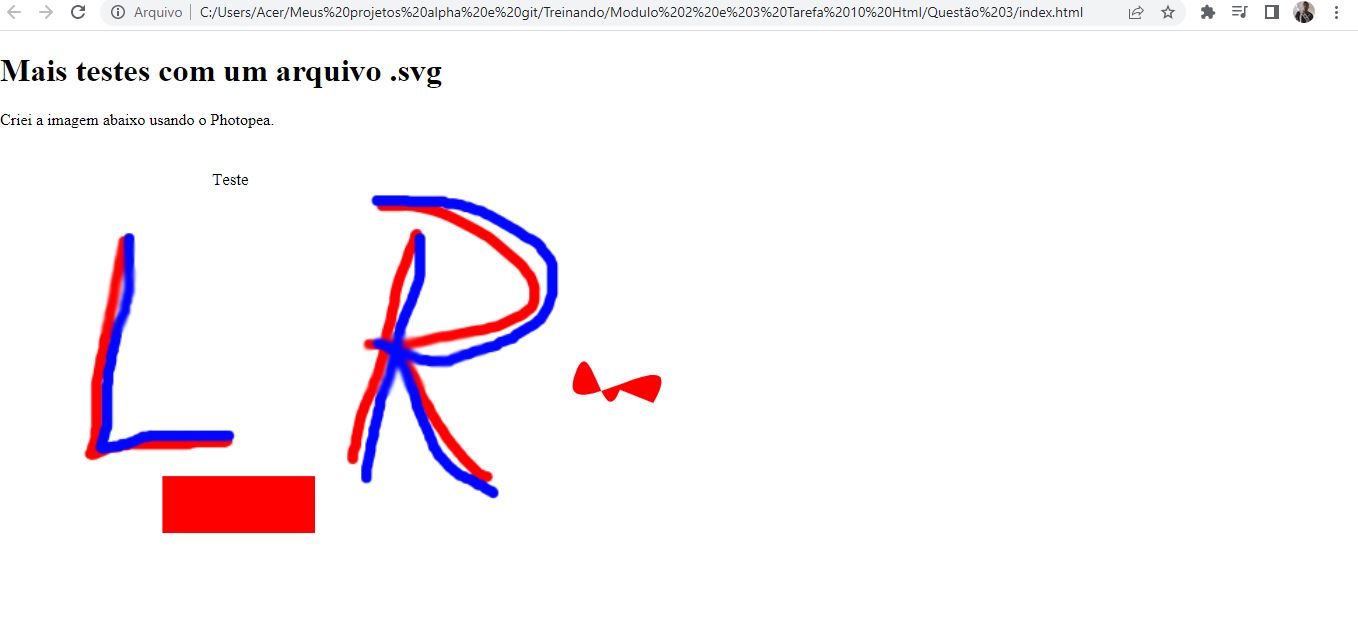 Arquivo | C:/Users/Acer/Meus%20projetos%20alpha%20e%20git/Treinando/Modulo%202%20e%203%20Tarefa%2010%20Html/Questão%203/index.html
Mais testes com um arquivo .svg
Criei a imagem abaixo usando o Photopea.
Teste
L R